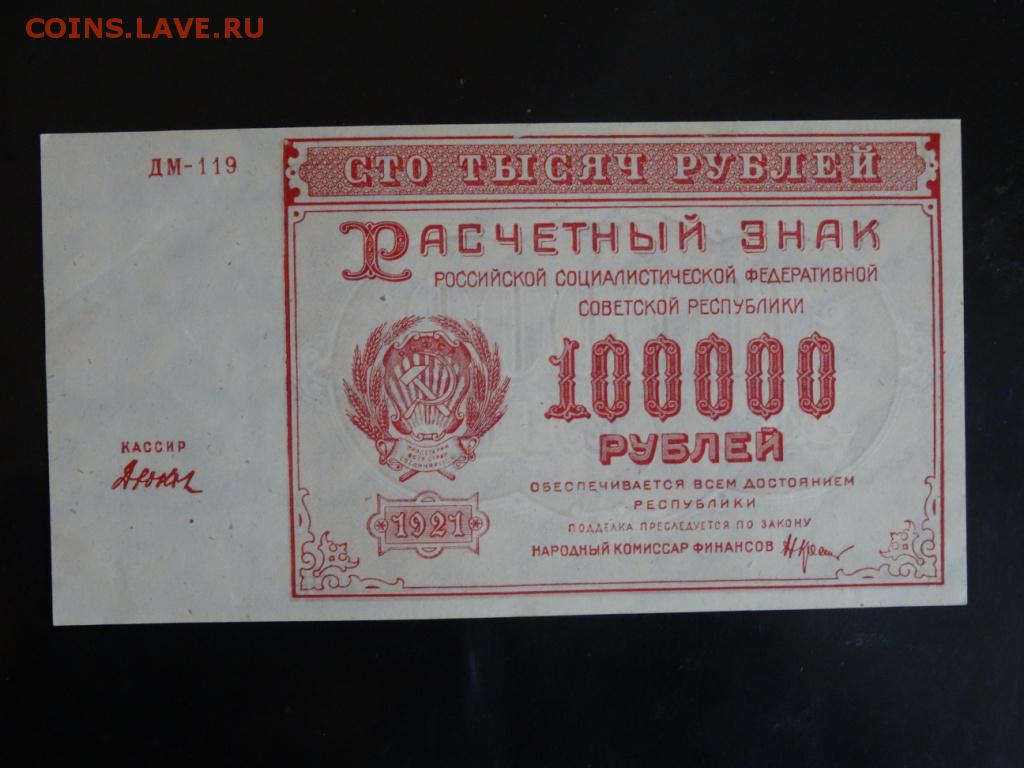 COINS.LAVE.RU
ДМ-119
СТО ТЫСЯЧ РУБЛЕЙ
РАСЧЕТНЫЙ ЗНАК
РОССИЙСКОЙ СОЦИАЛИСТИЧЕСКОЙ ФЕДЕРАТИВНОЙ
СОВЕТСКОЙ РЕСПУБЛИКИ
100000
РУБЛЕЙ
КАССИР
ОБЕСПЕЧИВАЕТСЯ ВСЕМ ДОСТОЯНИЕМ
РЕСПУБЛИКИ
1921
ПОДДЕЛКА ПРЕСЛЕДУЕТСЯ ПО ЗАКОНУ
НАРОДНЫЙ КОМИССАР ФИНАНСОВ